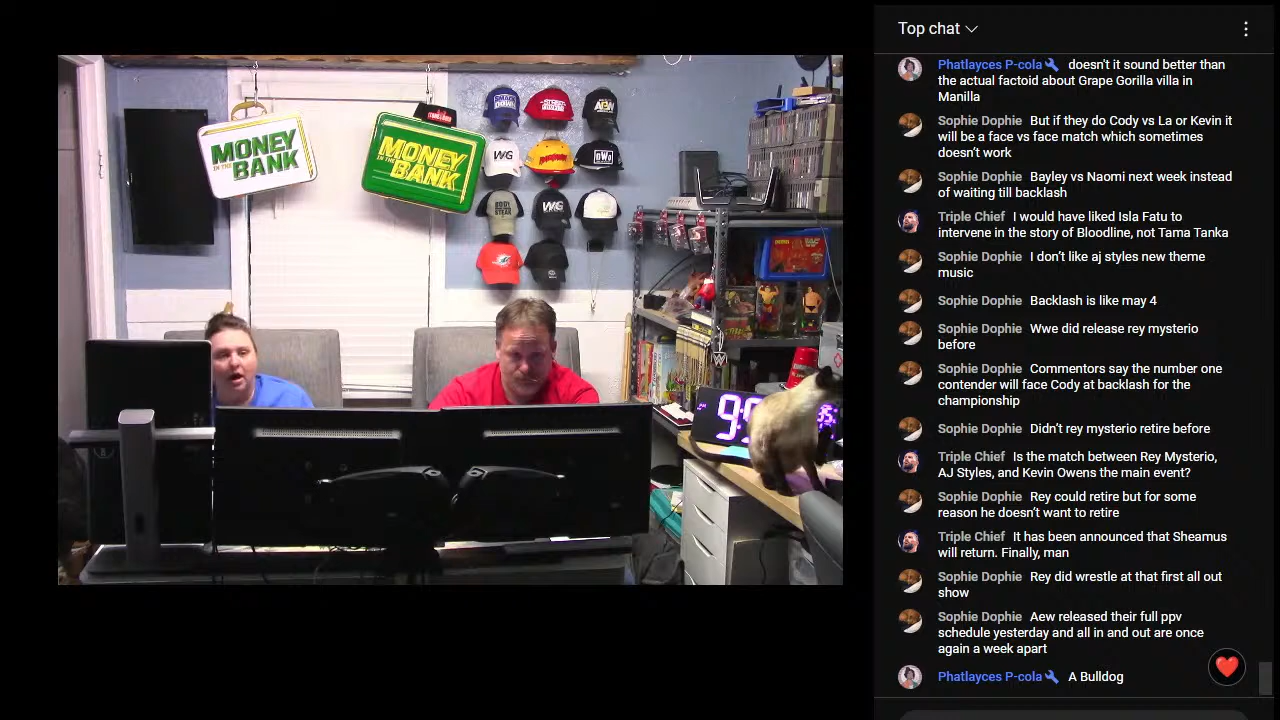 Top chat
Phatlayces P-cola doesn't it sound better than
the actual factoid about Grape Gorilla villa in
Manilla
Sophie Dophie But if they do Cody vs La or Kevin it
will be a face vs face match which sometimes
doesn't work
Sophie Dophie Bayley vs Naomi next week instead
of waiting till backlash
Triple Chief I would have liked Isla Fatu to
intervene in the story of Bloodline, not Tama Tanka
Sophie Dophie I don't like aj styles new theme
music
Sophie Dophie Backlash is like may 4
Sophie Dophie Wwe did release rey mysterio
before
Sophie Dophie Commentors say the number one
contender will face Cody at backlash for the
championship
Sophie Dophie Didn't rey mysterio retire before
Triple Chief Is the match between Rey Mysterio,
AJ Styles, and Kevin Owens the main event?
Sophie Dophie Rey could retire but for some
reason he doesn't want to retire
Triple Chief It has been announced that Sheamus
will return. Finally, man
Sophie Dophie Rey did wrestle at that first all out
show
Sophie Dophie Aew released their full ppv
schedule yesterday and all in and out are once
again a week apart
Phatlayces P-cola A Bulldog
MONEY
IN THE
BANK
MONEY
IN THE
BANK
WG
WG